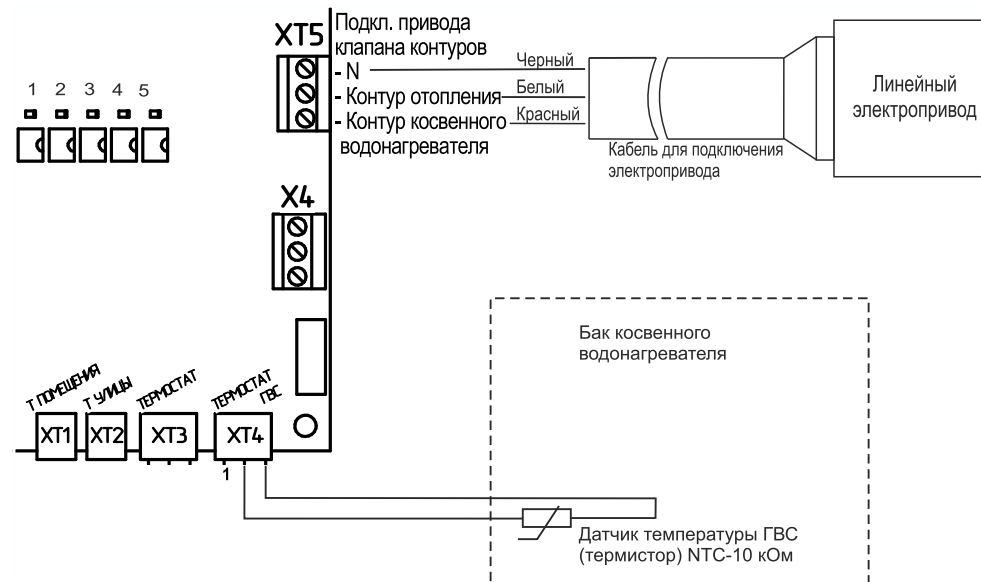 XT5
Подкл. привода
клапана контуров
- N
- Контур отопления
- Контур косвенного
водонагревателя
Черный
Белый
Красный
Кабель для подключения
электропривода
Линейный
электропривод
1 2 3 4 5
X4
Бак косвенного
водонагревателя
Т ПОМЕЩЕНИЯ
Т УЛИЦЫ
ТЕРМОСТАТ
ТЕРМОСТАТ
ГВС
XT1
XT2
XT3
XT4
1
Датчик температуры ГВС
(термистор) NTC-10 кОм